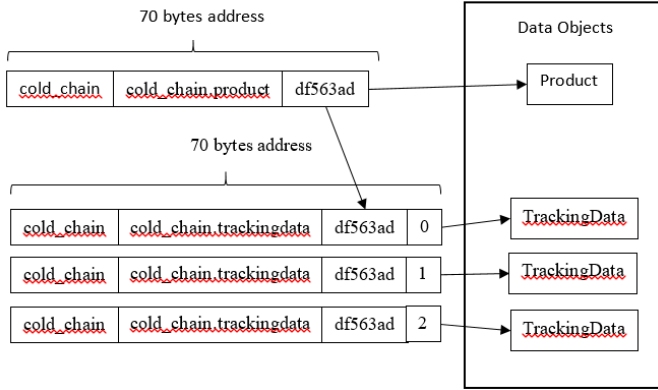 70 bytes address
Data Objects
cold_chain cold_chain.product df563ad Product
70 bytes address
cold_chain cold_chain.trackingdata df563ad 0 TrackingData
cold_chain cold_chain.trackingdata df563ad 1 TrackingData
cold_chain cold_chain.trackingdata df563ad 2 TrackingData